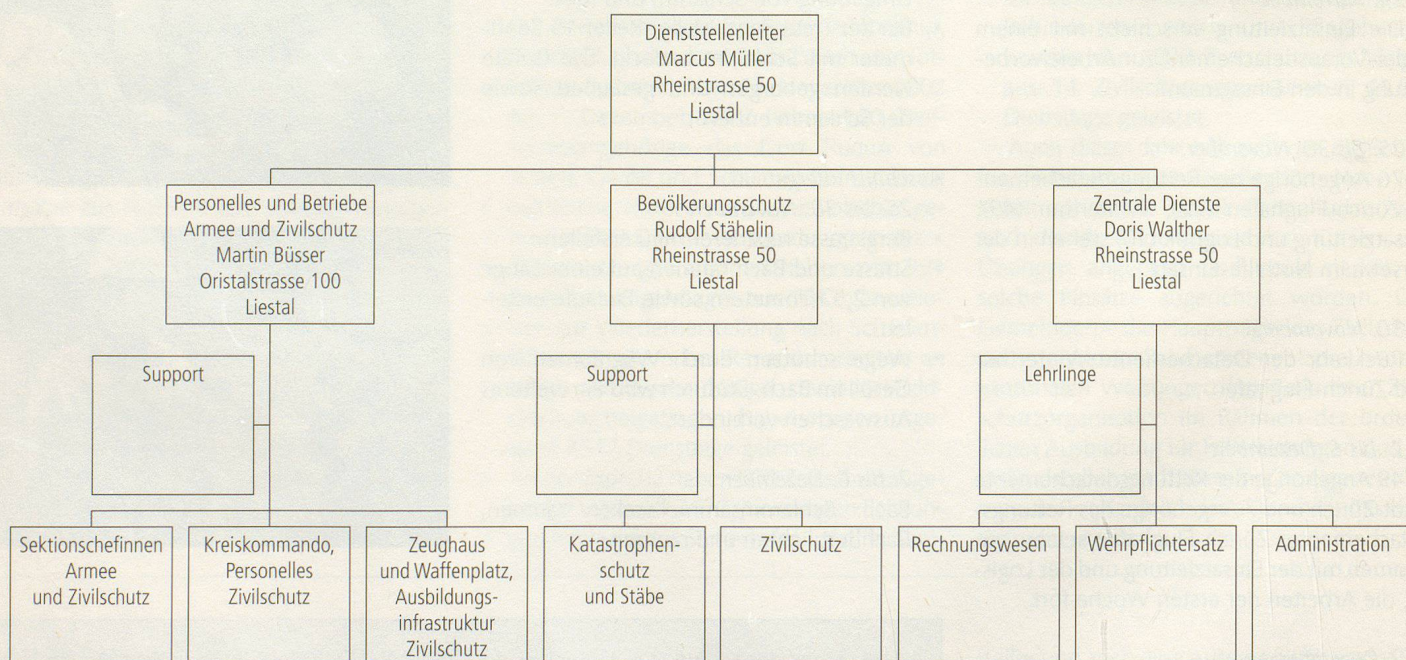 Dienststellenleiter
Marcus Müller
Rheinstrasse 50
Liestal
Personelles und Betriebe
Armee und Zivilschutz
Martin Büsser
Oristalstrasse 100
Liestal
Bevölkerungsschutz
Rudolf Stähelin
Rheinstrasse 50
Liestal
Zentrale Dienste
Doris Walther
Rheinstrasse 50
Liestal
Support
Support
Lehrlinge
Sektionschefinnen
Armee
und Zivilschutz
Kreiskommando,
Personelles
Zivilschutz
Zeughaus
und Waffenplatz,
Ausbildungs-
infrastruktur
Zivilschutz
Katastrophen-
schutz
und Stäbe
Zivilschutz
Rechnungswesen
Wehrpflichtersatz
Administration